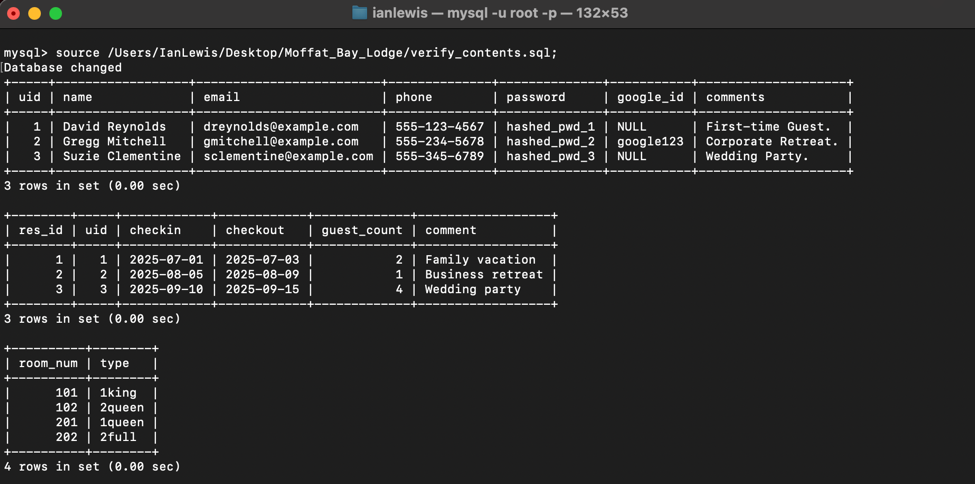 ianlewis — mysql -u root -p — 132×53
mysql> source /Users/IanLewis/Desktop/Moffat_Bay_Lodge/verify_contents.sql;
[Database changed
+-----+------------------+-------------------------+--------------+--------------+-----------+--------------------+
| uid | name             | email                   | phone        | password     | google_id | comments           |
+-----+------------------+-------------------------+--------------+--------------+-----------+--------------------+
|   1 | David Reynolds   | dreynolds@example.com   | 555-123-4567 | hashed_pwd_1 | NULL      | First-time Guest.  |
|   2 | Gregg Mitchell   | gmitchell@example.com   | 555-234-5678 | hashed_pwd_2 | google123 | Corporate Retreat. |
|   3 | Suzie Clementine | sclementine@example.com | 555-345-6789 | hashed_pwd_3 | NULL      | Wedding Party.     |
+-----+------------------+-------------------------+--------------+--------------+-----------+--------------------+
3 rows in set (0.00 sec)
+--------+-----+------------+------------+-------------+------------------+
| res_id | uid | checkin    | checkout   | guest_count | comment          |
+--------+-----+------------+------------+-------------+------------------+
|      1 |   1 | 2025-07-01 | 2025-07-03 |           2 | Family vacation  |
|      2 |   2 | 2025-08-05 | 2025-08-09 |           1 | Business retreat |
|      3 |   3 | 2025-09-10 | 2025-09-15 |           4 | Wedding party    |
+--------+-----+------------+------------+-------------+------------------+
3 rows in set (0.00 sec)
+----------+--------+
| room_num | type   |
+----------+--------+
|      101 | 1king  |
|      102 | 2queen |
|      201 | 1queen |
|      202 | 2full  |
+----------+--------+
4 rows in set (0.00 sec)